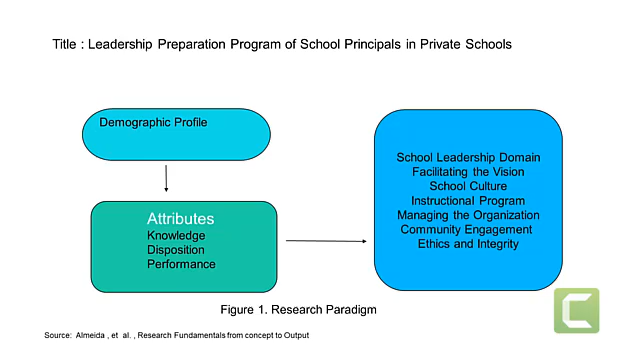 Title : Leadership Preparation Program of School Principals in Private Schools
Demographic Profile
Attributes
Knowledge
Disposition
Performance
School Leadership Domain
Facilitating the Vision
School Culture
Instructional Program
Managing the Organization
Community Engagement
Ethics and Integrity
Figure 1. Research Paradigm
Source: Almeida , et al. , Research Fundamentals from concept to Output